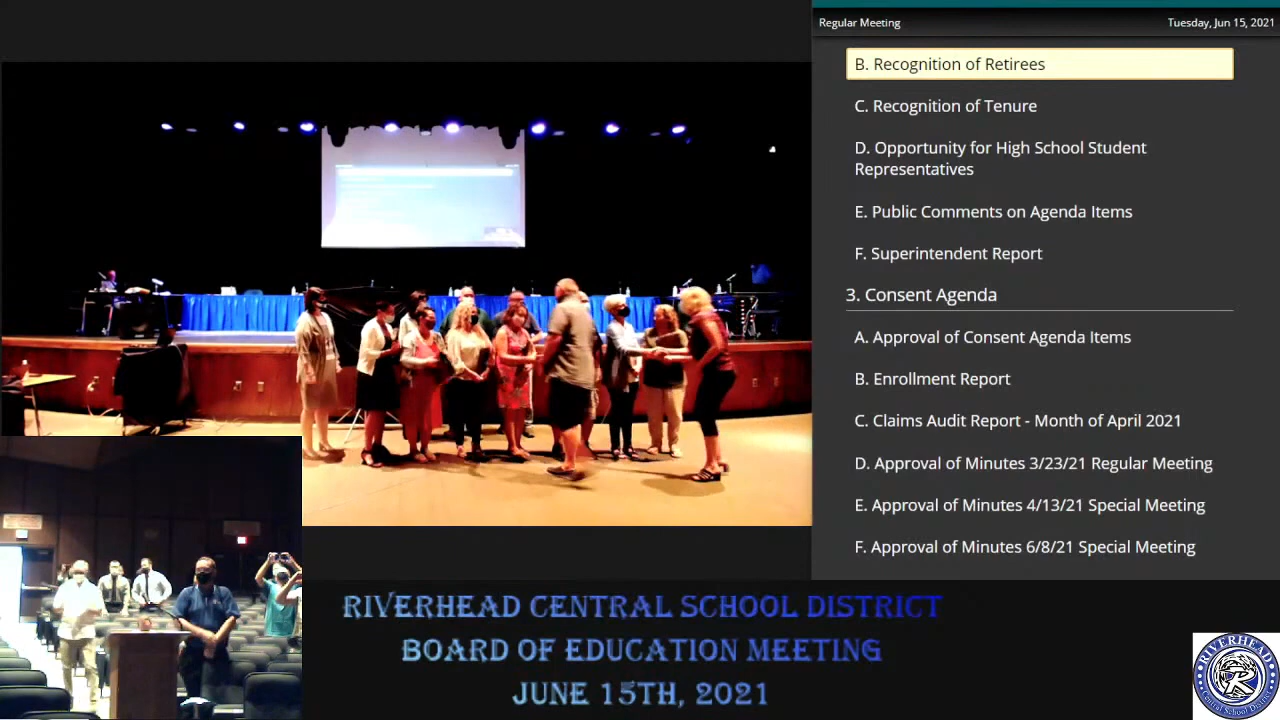 Regular Meeting
Tuesday, Jun 15, 2021
B. Recognition of Retirees
C. Recognition of Tenure
D. Opportunity for High School Student
Representatives
E. Public Comments on Agenda Items
F. Superintendent Report
3. Consent Agenda
A. Approval of Consent Agenda Items
B. Enrollment Report
C. Claims Audit Report - Month of April 2021
D. Approval of Minutes 3/23/21 Regular Meeting
E. Approval of Minutes 4/13/21 Special Meeting
F. Approval of Minutes 6/8/21 Special Meeting
RIVERHEAD CENTRAL SCHOOL DISTRICT
BOARD OF EDUCATION MEETING
JUNE 15TH, 2021
RIVERHEAD
R
Central School District